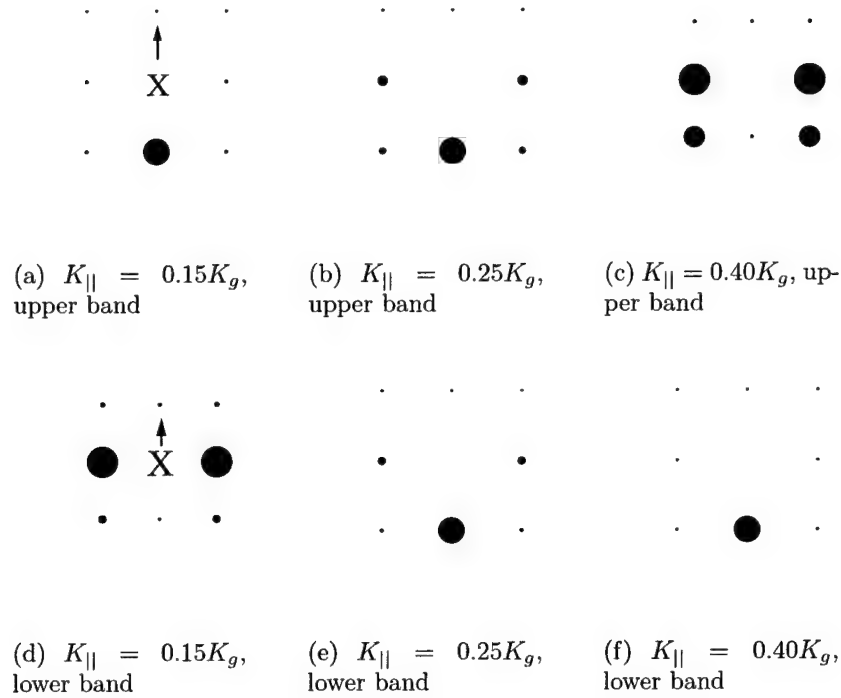 X
(a) K_{||} = 0.15K_g,
upper band
(b) K_{||} = 0.25K_g,
upper band
(c) K_{||} = 0.40K_g, up-
per band
X
(d) K_{||} = 0.15K_g,
lower band
(e) K_{||} = 0.25K_g,
lower band
(f) K_{||} = 0.40K_g,
lower band